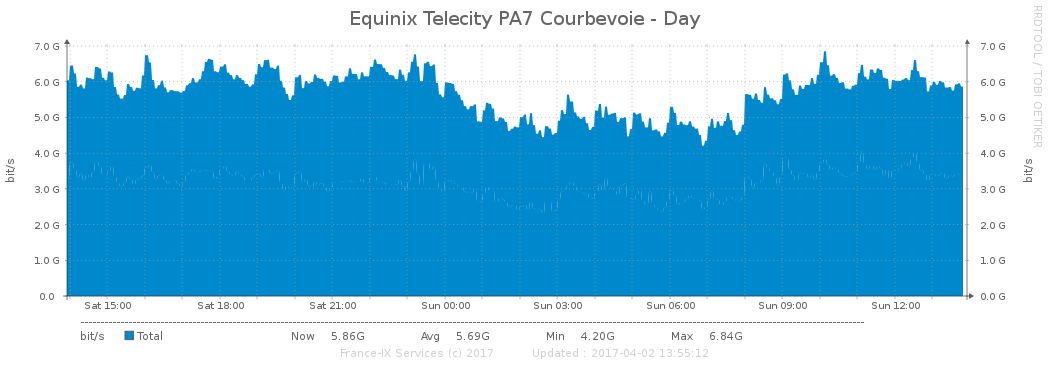 Equinix Telecity PA7 Courbevoie - Day
RRDTOOL / TOBI OETIKER
7.0 G 7.0 G
6.0 G 6.0 G
5.0 G 5.0 G
4.0 G 4.0 G
3.0 G 3.0 G
2.0 G 2.0 G
1.0 G 1.0 G
0.0 0.0 G
bit/s
bit/s
Sat 15:00 Sat 18:00 Sat 21:00 Sun 00:00 Sun 03:00 Sun 06:00 Sun 09:00 Sun 12:00
bit/s Total Now 5.86G Avg 5.69G Min 4.20G Max 6.84G
France-IX Services (c) 2017 Updated : 2017-04-02 13:55:12